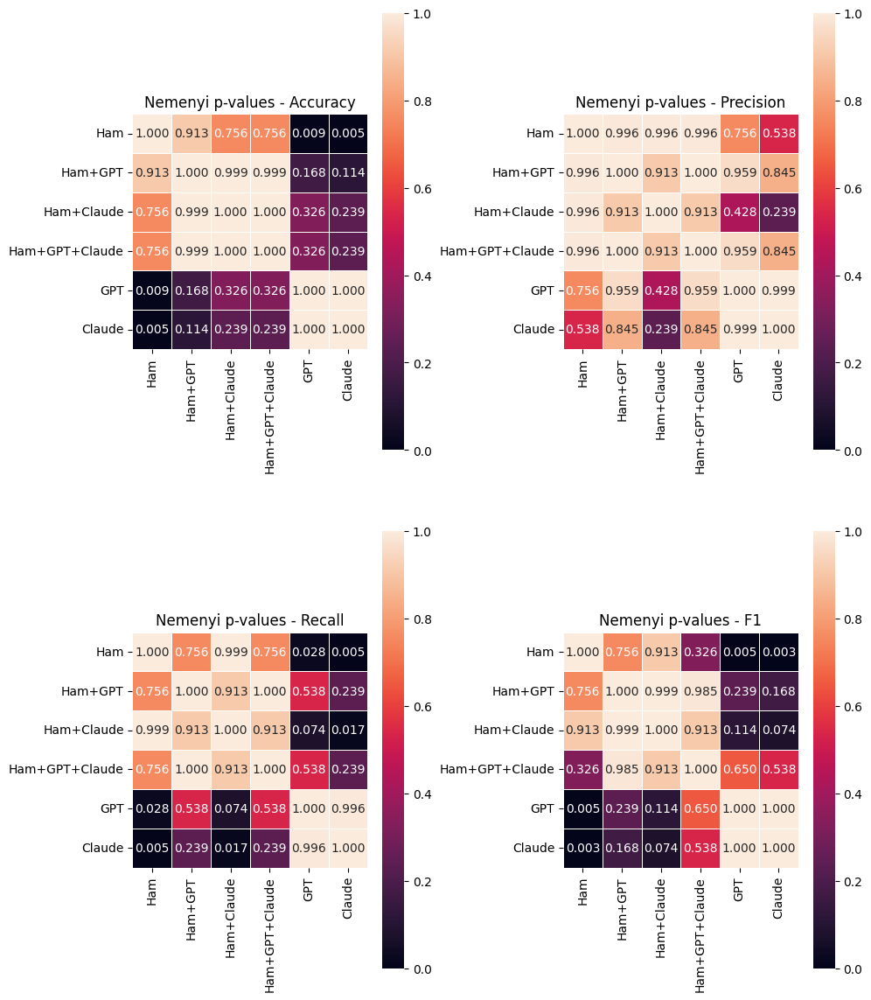 Nemenyi p-values - Accuracy
Ham 1.000 0.913 0.756 0.756 0.009 0.005
Ham+GPT 0.913 1.000 0.999 0.999 0.168 0.114
Ham+Claude 0.756 0.999 1.000 1.000 0.326 0.239
Ham+GPT+Claude 0.756 0.999 1.000 1.000 0.326 0.239
GPT 0.009 0.168 0.326 0.326 1.000 1.000
Claude 0.005 0.114 0.239 0.239 1.000 1.000
Ham Ham+GPT Ham+Claude Ham+GPT+Claude GPT Claude
1.0
0.8
0.6
0.4
0.2
0.0
Nemenyi p-values - Precision
Ham 1.000 0.996 0.996 0.996 0.756 0.538
Ham+GPT 0.996 1.000 0.913 1.000 0.959 0.845
Ham+Claude 0.996 0.913 1.000 0.913 0.428 0.239
Ham+GPT+Claude 0.996 1.000 0.913 1.000 0.959 0.845
GPT 0.756 0.959 0.428 0.959 1.000 0.999
Claude 0.538 0.845 0.239 0.845 0.999 1.000
Ham Ham+GPT Ham+Claude Ham+GPT+Claude GPT Claude
1.0
0.8
0.6
0.4
0.2
0.0
Nemenyi p-values - Recall
Ham 1.000 0.756 0.999 0.756 0.028 0.005
Ham+GPT 0.756 1.000 0.913 1.000 0.538 0.239
Ham+Claude 0.999 0.913 1.000 0.913 0.074 0.017
Ham+GPT+Claude 0.756 1.000 0.913 1.000 0.538 0.239
GPT 0.028 0.538 0.074 0.538 1.000 0.996
Claude 0.005 0.239 0.017 0.239 0.996 1.000
Ham Ham+GPT Ham+Claude Ham+GPT+Claude GPT Claude
1.0
0.8
0.6
0.4
0.2
0.0
Nemenyi p-values - F1
Ham 1.000 0.756 0.913 0.326 0.005 0.003
Ham+GPT 0.756 1.000 0.999 0.985 0.239 0.168
Ham+Claude 0.913 0.999 1.000 0.913 0.114 0.074
Ham+GPT+Claude 0.326 0.985 0.913 1.000 0.650 0.538
GPT 0.005 0.239 0.114 0.650 1.000 1.000
Claude 0.003 0.168 0.074 0.538 1.000 1.000
Ham Ham+GPT Ham+Claude Ham+GPT+Claude GPT Claude
1.0
0.8
0.6
0.4
0.2
0.0